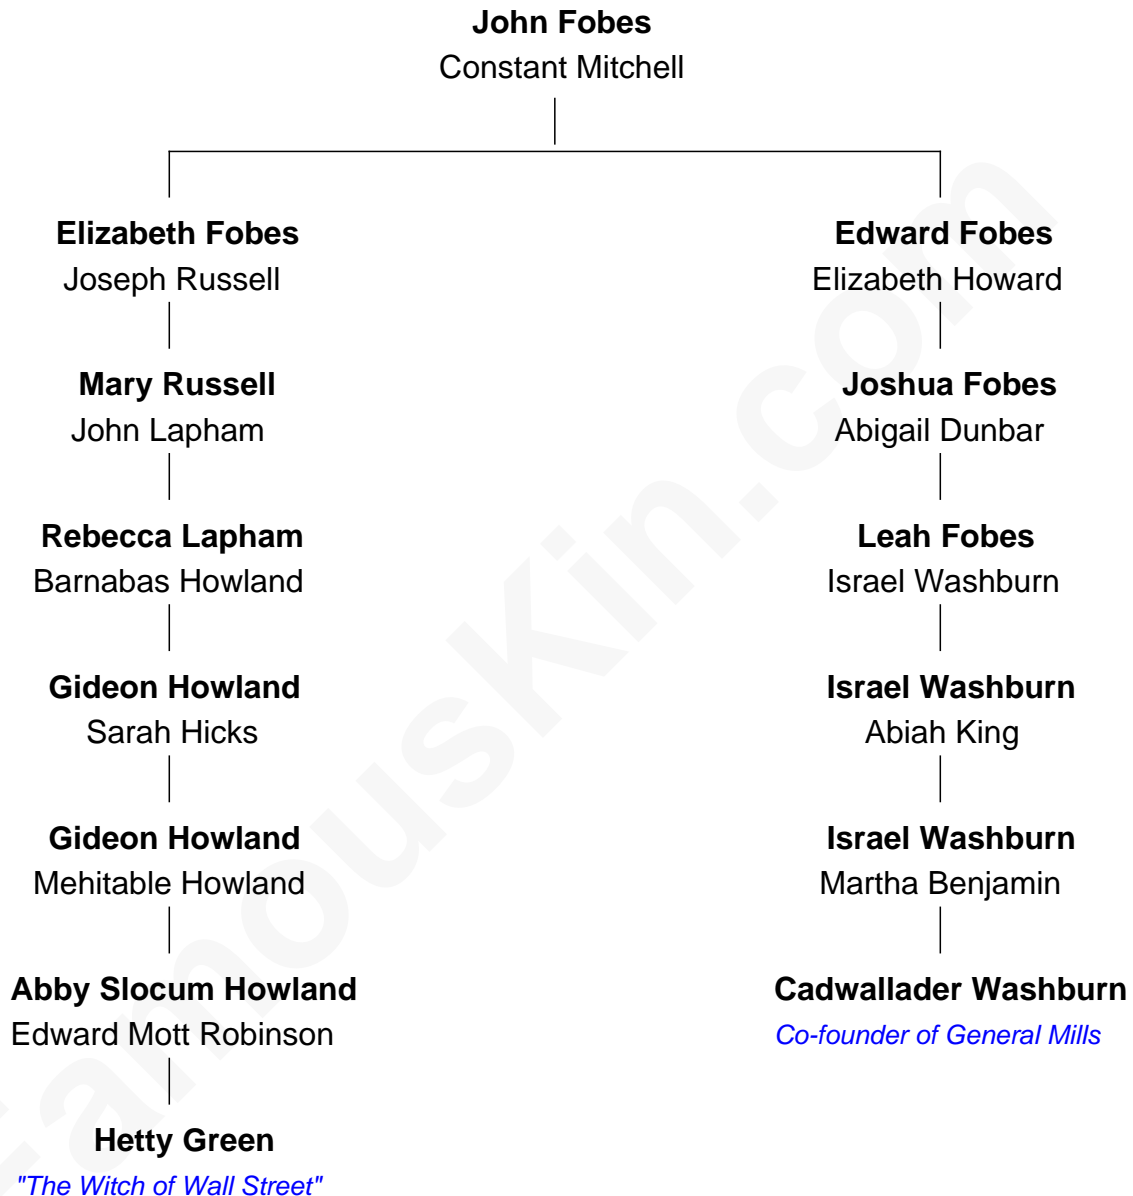 John Fobes
Constant Mitchell
Elizabeth Fobes
Joseph Russell
Edward Fobes
Elizabeth Howard
Mary Russell
John Lapham
Joshua Fobes
Abigail Dunbar
Rebecca Lapham
Barnabas Howland
Leah Fobes
Israel Washburn
Gideon Howland
Sarah Hicks
Israel Washburn
Abiah King
Gideon Howland
Mehitable Howland
Israel Washburn
Martha Benjamin
Abby Slocum Howland
Edward Mott Robinson
Cadwallader Washburn
Co-founder of General Mills
Hetty Green
"The Witch of Wall Street"
FamousKin.com